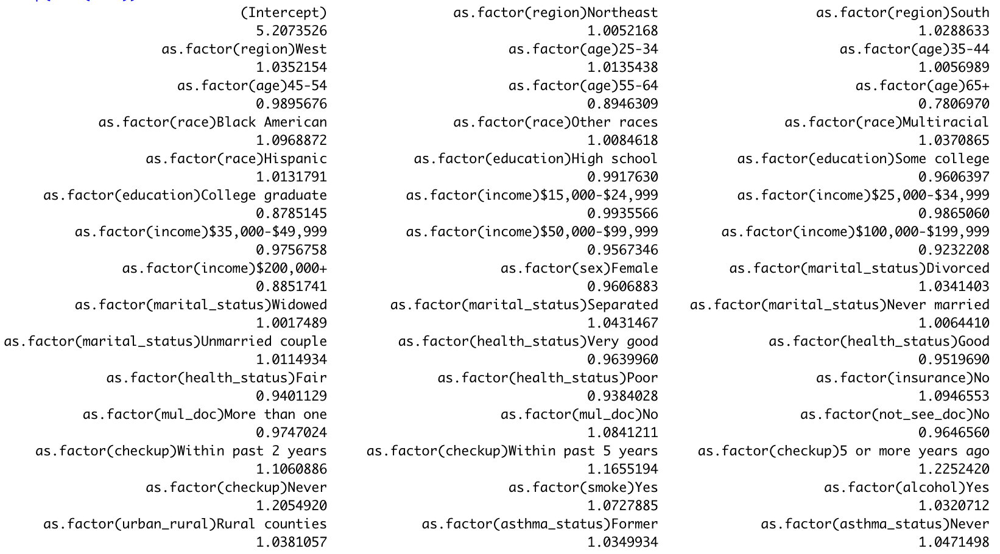 (Intercept) as.factor(region)Northeast as.factor(region)South
5.2073526 1.0052168 1.0288633
as.factor(region)West as.factor(age)25-34 as.factor(age)35-44
1.0352154 1.0135438 1.0056989
as.factor(age)45-54 as.factor(age)55-64 as.factor(age)65+
0.9895676 0.8946309 0.7806970
as.factor(race)Black American as.factor(race)Other races as.factor(race)Multiracial
1.0968872 1.0084618 1.0370865
as.factor(race)Hispanic as.factor(education)High school as.factor(education)Some college
1.0131791 0.9917630 0.9606397
as.factor(education)College graduate as.factor(income)$15,000-$24,999 as.factor(income)$25,000-$34,999
0.8785145 0.9935566 0.9865060
as.factor(income)$35,000-$49,999 as.factor(income)$50,000-$99,999 as.factor(income)$100,000-$199,999
0.9756758 0.9567346 0.9232208
as.factor(income)$200,000+ as.factor(sex)Female as.factor(marital_status)Divorced
0.8851741 0.9606883 1.0341403
as.factor(marital_status)Widowed as.factor(marital_status)Separated as.factor(marital_status)Never married
1.0017489 1.0431467 1.0064410
as.factor(marital_status)Unmarried couple as.factor(health_status)Very good as.factor(health_status)Good
1.0114934 0.9639960 0.9519690
as.factor(health_status)Fair as.factor(health_status)Poor as.factor(insurance)No
0.9401129 0.9384028 1.0946553
as.factor(mul_doc)More than one as.factor(mul_doc)No as.factor(not_see_doc)No
0.9747024 1.0841211 0.9646560
as.factor(checkup)Within past 2 years as.factor(checkup)Within past 5 years as.factor(checkup)5 or more years ago
1.1060886 1.1655194 1.2252420
as.factor(checkup)Never as.factor(smoke)Yes as.factor(alcohol)Yes
1.2054920 1.0727885 1.0320712
as.factor(urban_rural)Rural counties as.factor(asthma_status)Former as.factor(asthma_status)Never
1.0381057 1.0349934 1.0471498